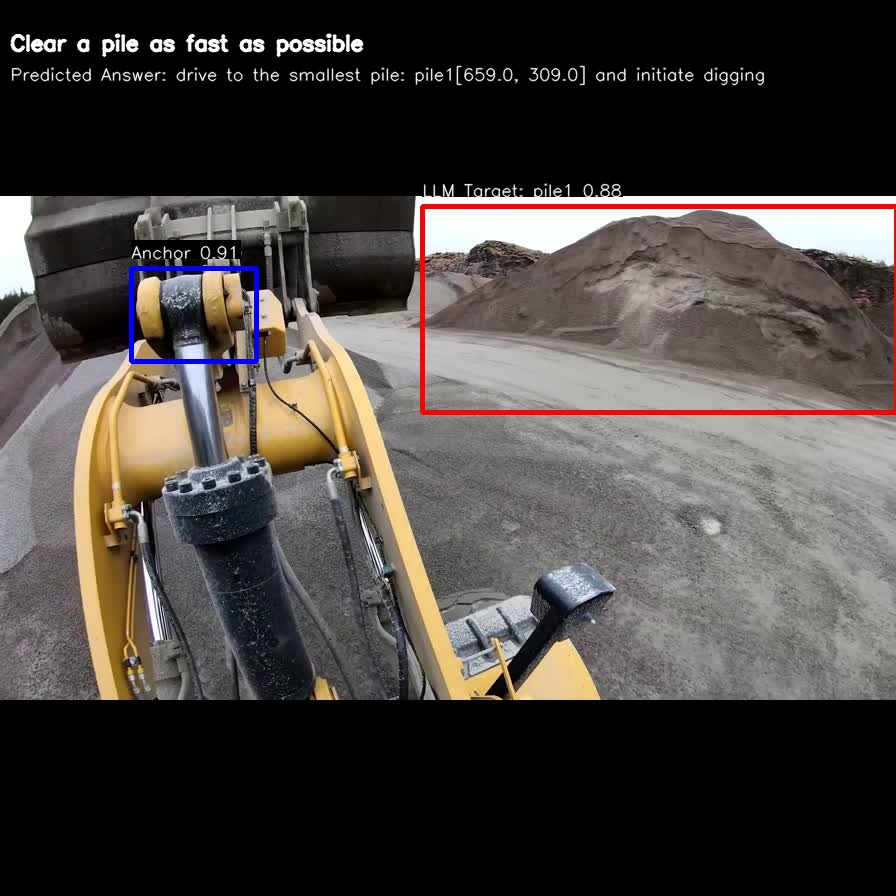 Clear a pile as fast as possible
Predicted Answer: drive to the smallest pile: pile1[659.0, 309.0] and initiate digging
LLM Target: pile1 0.88
Anchor 0.91